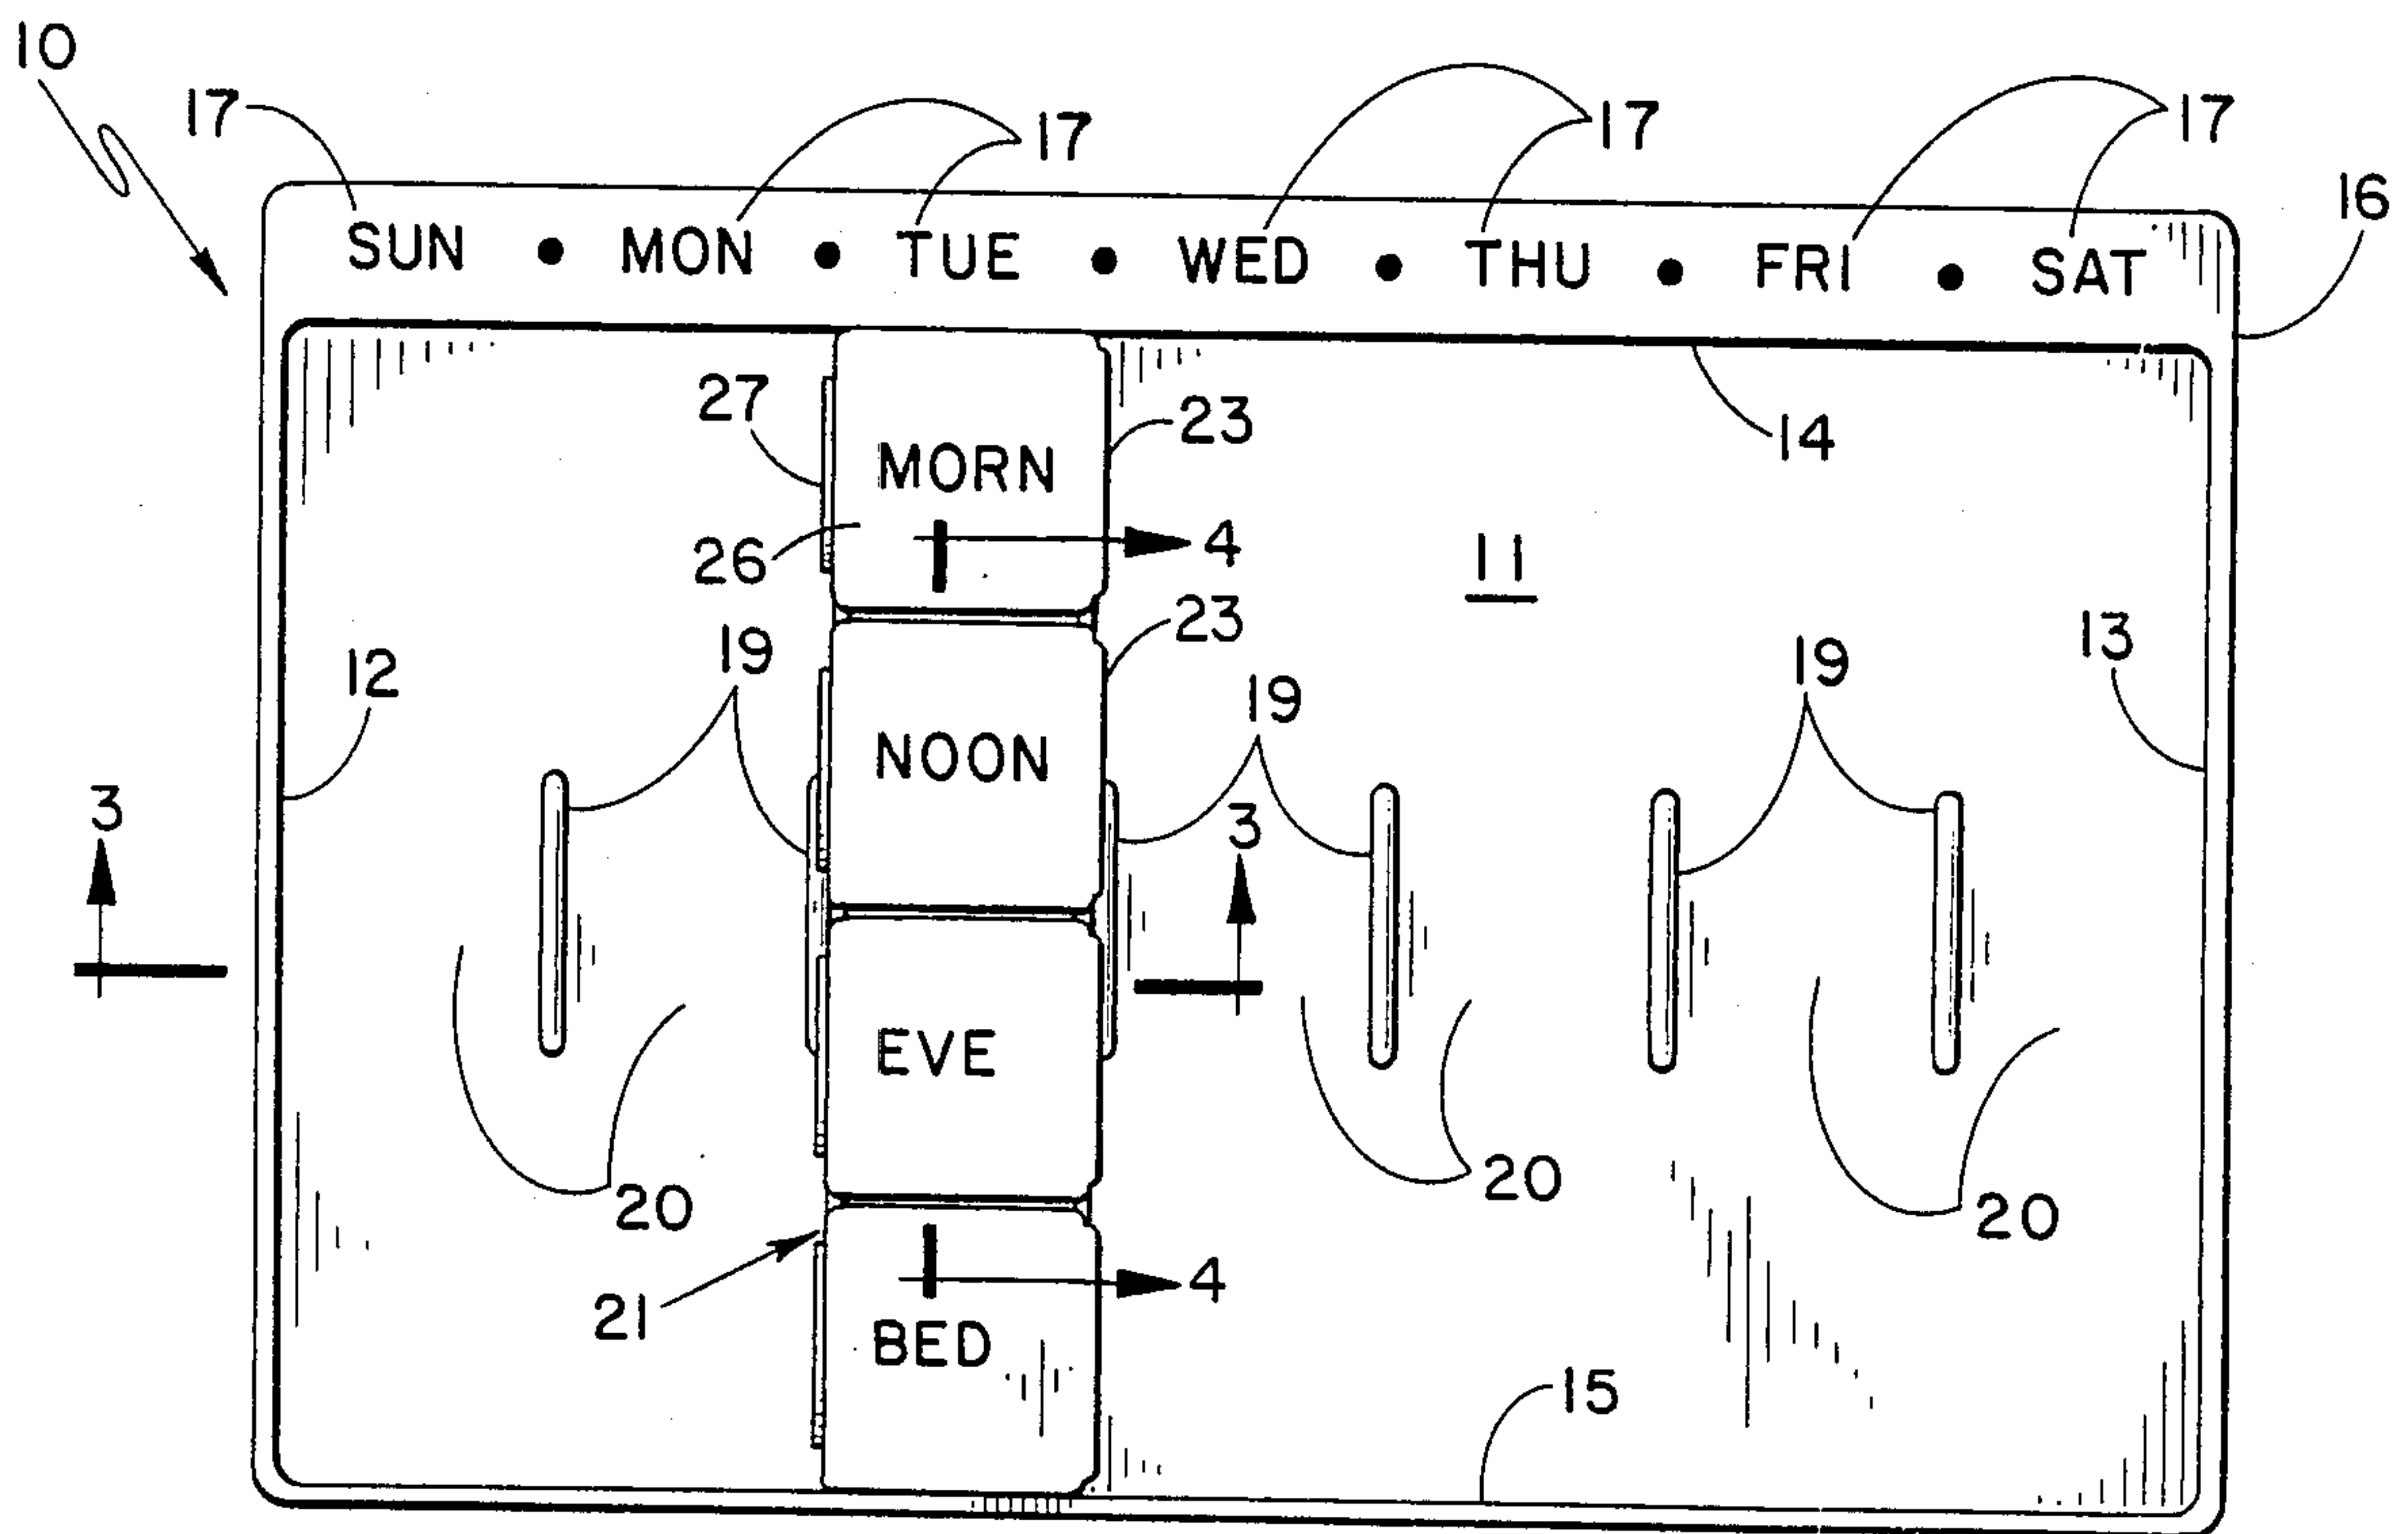 10
17 17 17 17
16
SUN • MON • TUE • WED • THU • FRI • SAT
27 23 14
MORN
26 4 11
23
12 19 19 19 13
NOON
3 3
EVE
20 20 20
21 4
BED
15